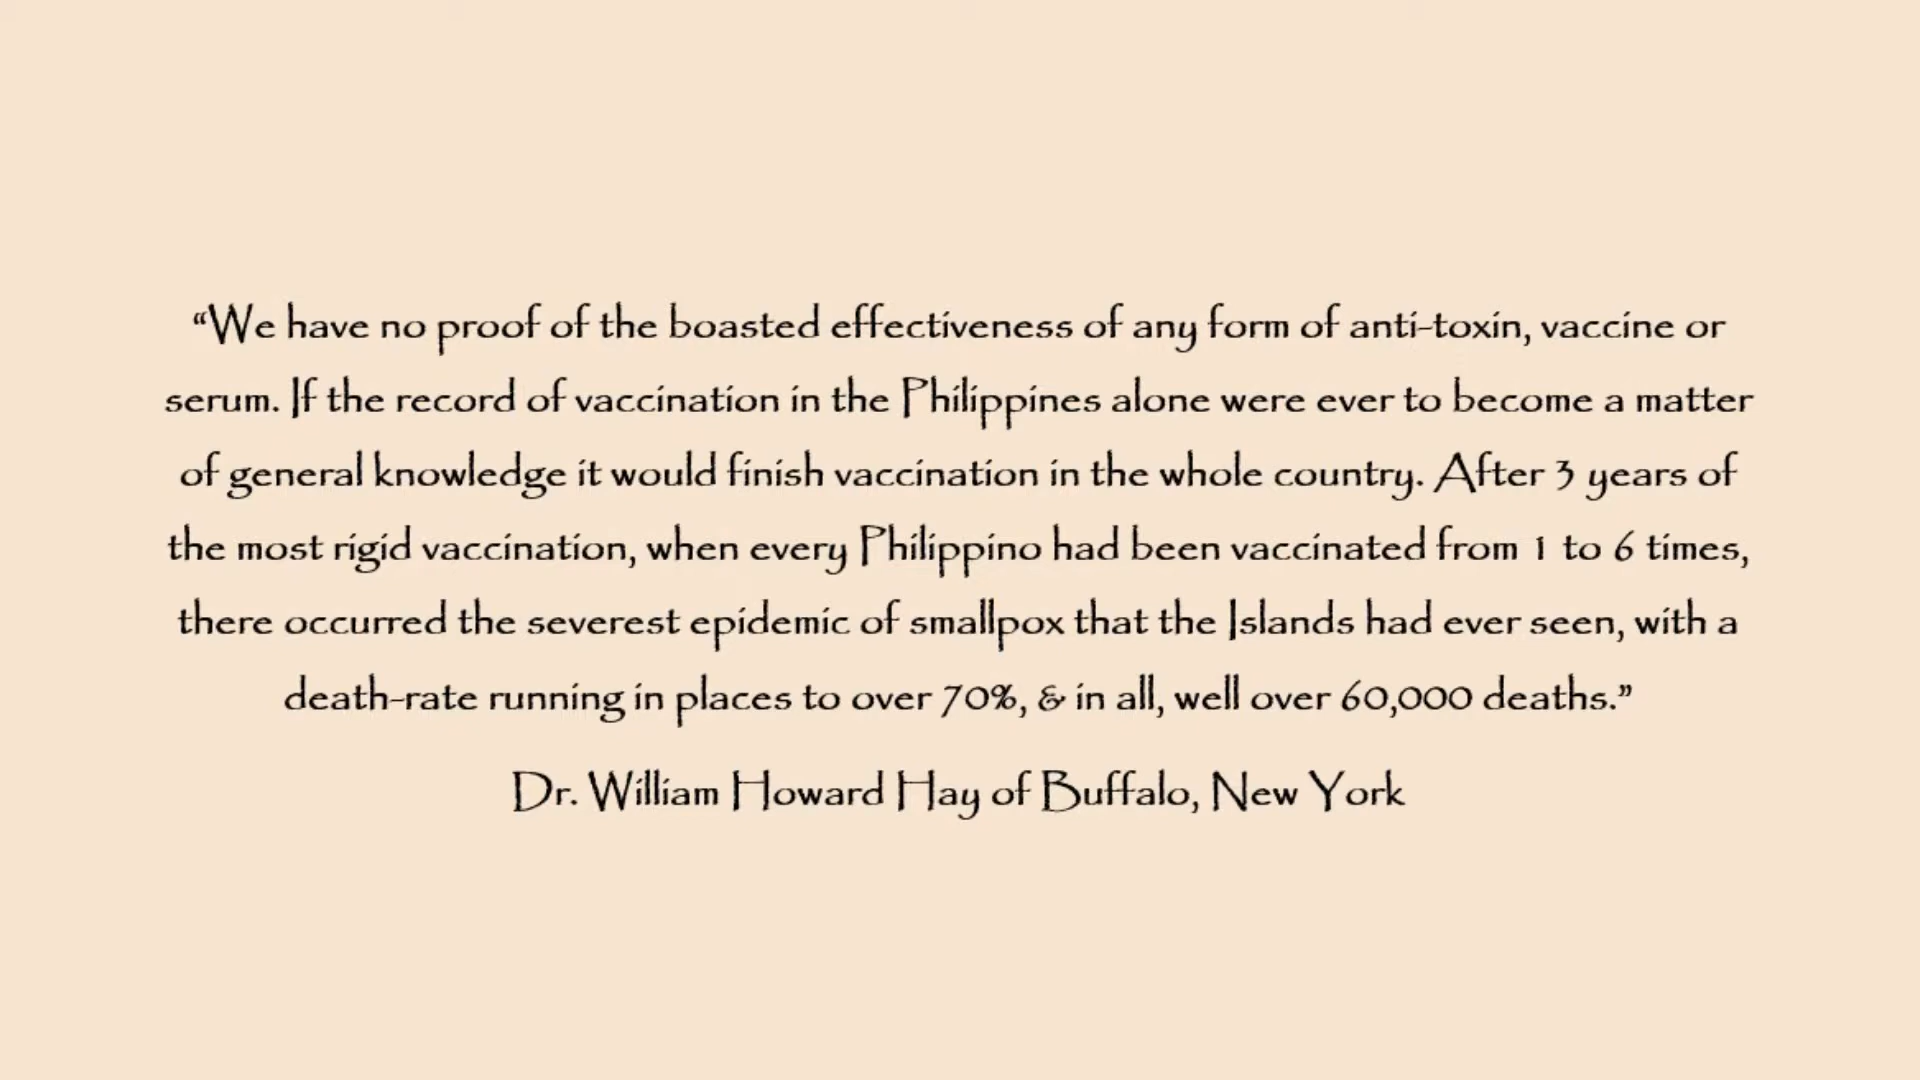 “We have no proof of the boasted effectiveness of any form of anti-toxin, vaccine or
serum. If the record of vaccination in the Philippines alone were ever to become a matter
of general knowledge it would finish vaccination in the whole country. After 3 years of
the most rigid vaccination, when every Philippino had been vaccinated from 1 to 6 times,
there occurred the severest epidemic of smallpox that the Islands had ever seen, with a
death-rate running in places to over 70%, & in all, well over 60,000 deaths.”
Dr. William Howard Hay of Buffalo, New York